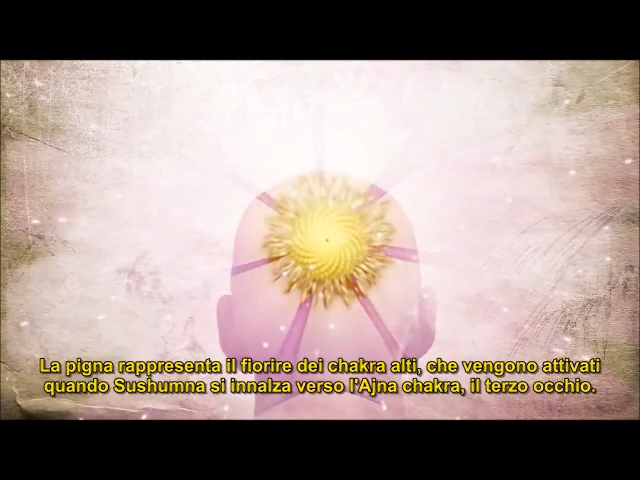 La pigna rappresenta il fiorire dei chakra alti, che vengono attivati
quando Sushumna si innalza verso l'Ajna chakra, il terzo occhio.